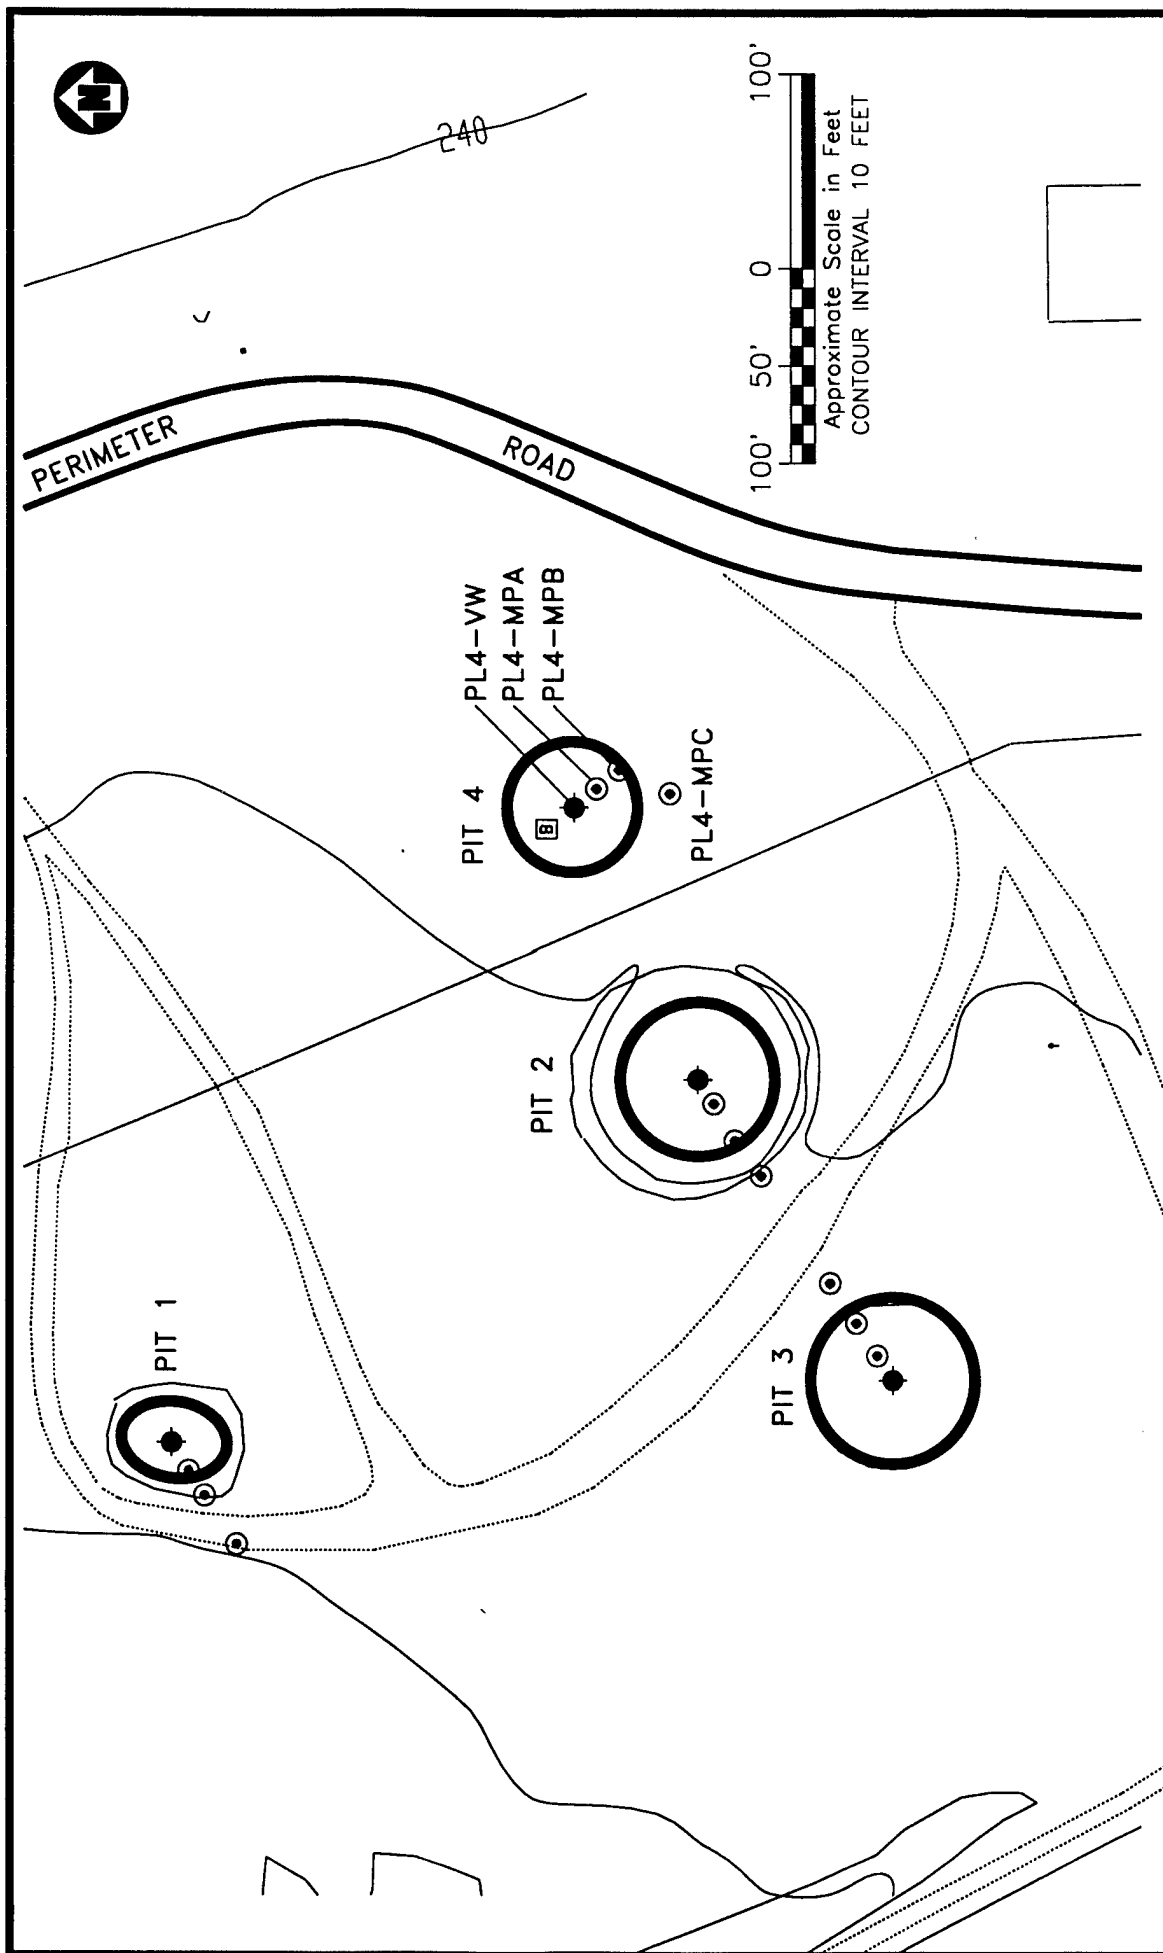 N
240
PERIMETER ROAD
PL4-VW
PL4-MPA
PL4-MPB
PIT 4
B
PL4-MPC
PIT 2
PIT 1
PIT 3
100' 50' 0 100'
Approximate Scale in Feet
CONTOUR INTERVAL 10 FEET